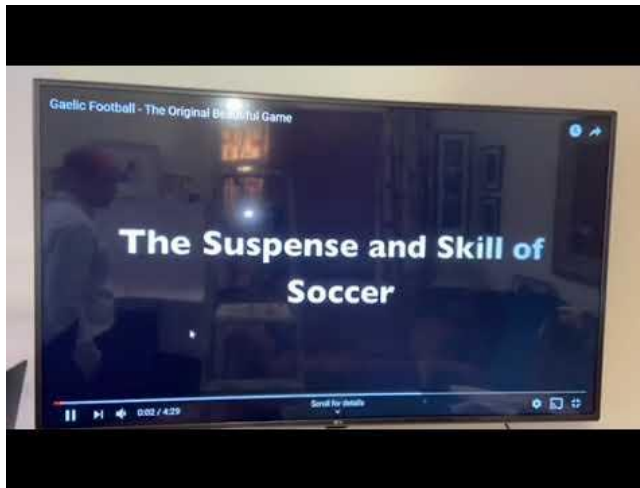 Gaelic Football - The Original Beautiful Game
The Suspense and Skill of
Soccer
0:02 / 4:29
Scroll for details
LG